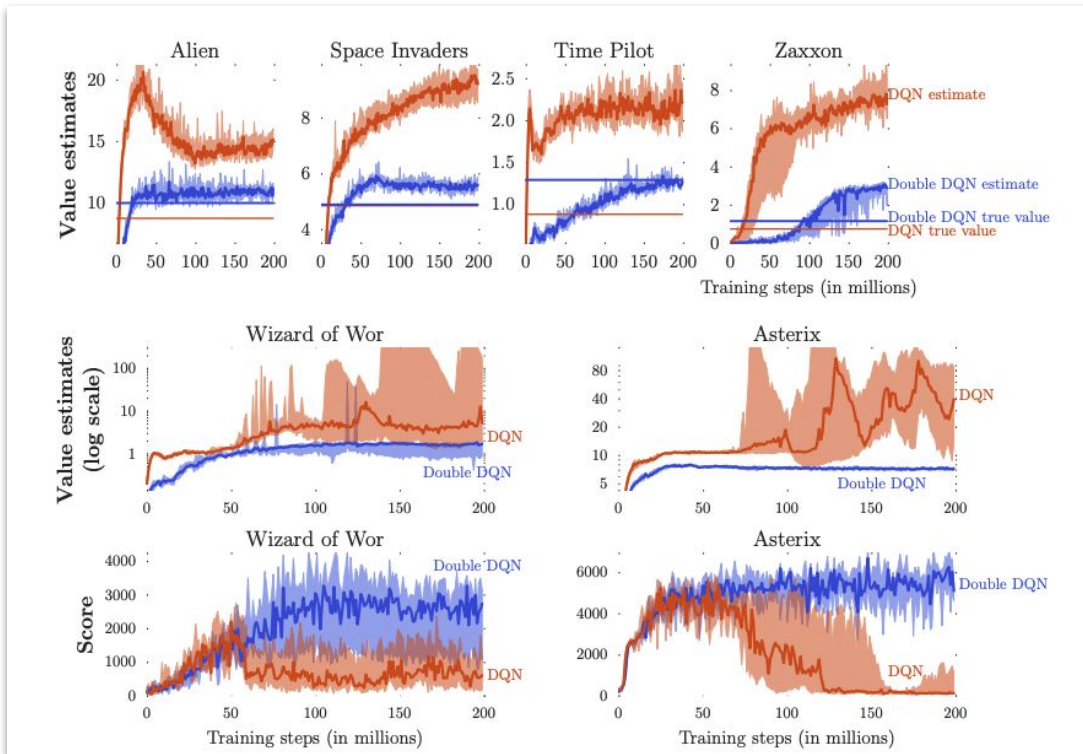 Alien Space Invaders Time Pilot Zaxxon
Value estimates
20
15
10
0 50 100 150 200
8
6
4
0 50 100 150 200
2.5
2.0
1.5
1.0
0 50 100 150 200
8
6
4
2
0
0 50 100 150 200
DQN estimate
Double DQN estimate
Double DQN true value
DQN true value
Training steps (in millions)
Wizard of Wor Asterix
Value estimates
(log scale)
100
10
1
0 50 100 150 200
DQN
Double DQN
80
40
20
10
5
0 50 100 150 200
DQN
Double DQN
Wizard of Wor Asterix
Score
4000
3000
2000
1000
0
0 50 100 150 200
Double DQN
DQN
Training steps (in millions)
6000
4000
2000
0
0 50 100 150 200
Double DQN
DQN
Training steps (in millions)